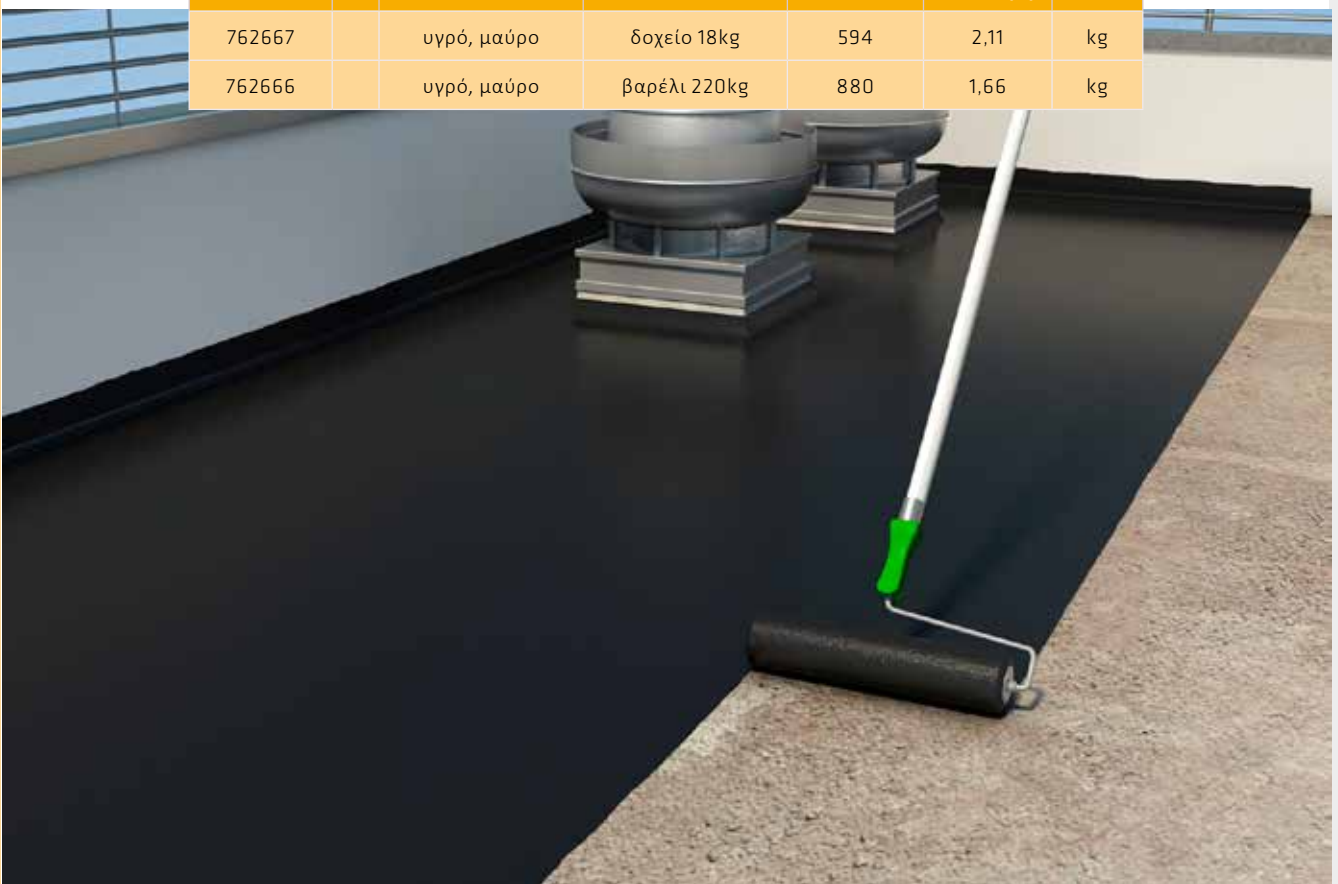 762667 υγρό, μαύρο δοχείο 18kg 594 2,11 kg
762666 υγρό, μαύρο βαρέλι 220kg 880 1,66 kg